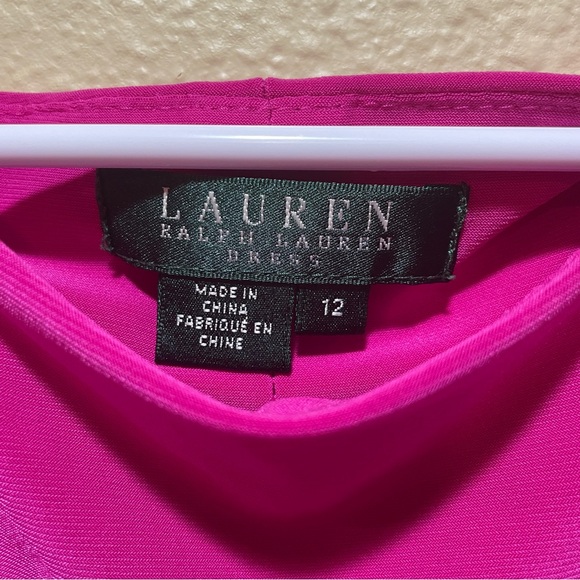 LAUREN
RALPH LAUREN
DRESS
MADE IN
CHINA
FABRIQUÉ EN
CHINE
12